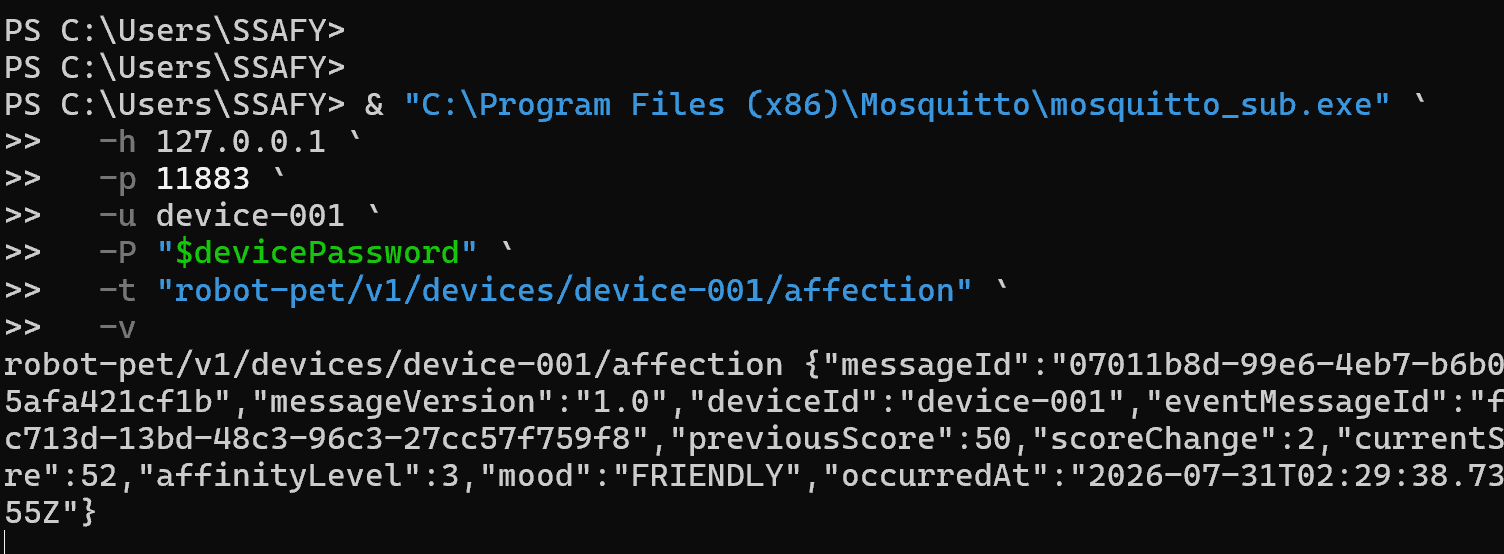 PS C:\Users\SSAFY>
PS C:\Users\SSAFY>
PS C:\Users\SSAFY> & "C:\Program Files (x86)\Mosquitto\mosquitto_sub.exe" `
>>   -h 127.0.0.1 `
>>   -p 11883 `
>>   -u device-001 `
>>   -P "$devicePassword" `
>>   -t "robot-pet/v1/devices/device-001/affection" `
>>   -v
robot-pet/v1/devices/device-001/affection {"messageId":"07011b8d-99e6-4eb7-b6b0
5afa421cf1b","messageVersion":"1.0","deviceId":"device-001","eventMessageId":"f
c713d-13bd-48c3-96c3-27cc57f759f8","previousScore":50,"scoreChange":2,"currentS
re":52,"affinityLevel":3,"mood":"FRIENDLY","occurredAt":"2026-07-31T02:29:38.73
55Z"}